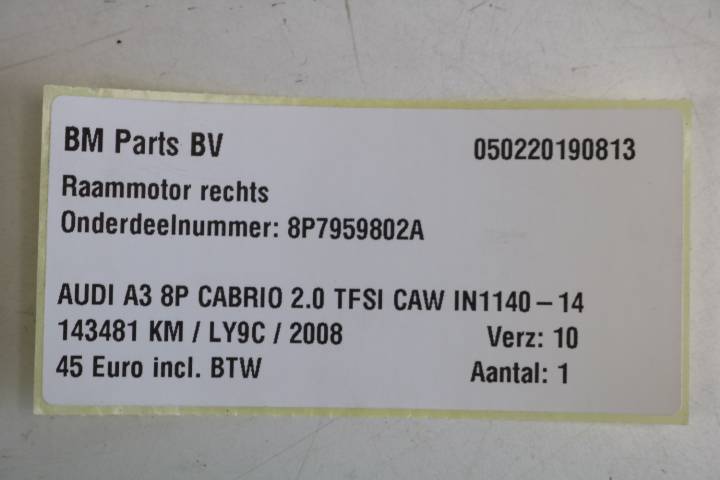 BM Parts BV 050220190813
Raammotor rechts
Onderdeelnummer: 8P7959802A
AUDI A3 8P CABRIO 2.0 TFSI CAW IN1140 – 14
143481 KM / LY9C / 2008 Verz: 10
45 Euro incl. BTW Aantal: 1